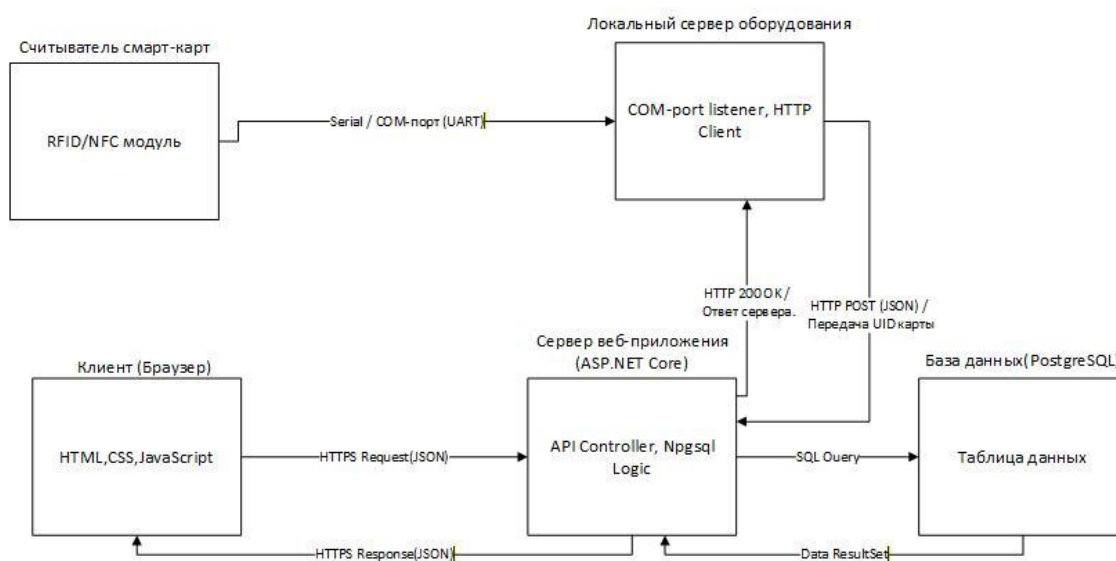 Локальный сервер оборудования
Считыватель смарт-карт
RFID/NFC модуль
Serial / COM-порт (UART)
COM-port listener, HTTP
Client
HTTP 200 OK /
Ответ сервера.
HTTP POST (JSON) /
Передача UID карты
Клиент (Браузер)
Сервер веб-приложения
(ASP.NET Core)
База данных(PostgreSQL)
HTML,CSS,JavaScript
HTTPS Request(JSON)
API Controller, Npgsql
Logic
SQL Query
Таблица данных
HTTPS Response(JSON)
Data ResultSet